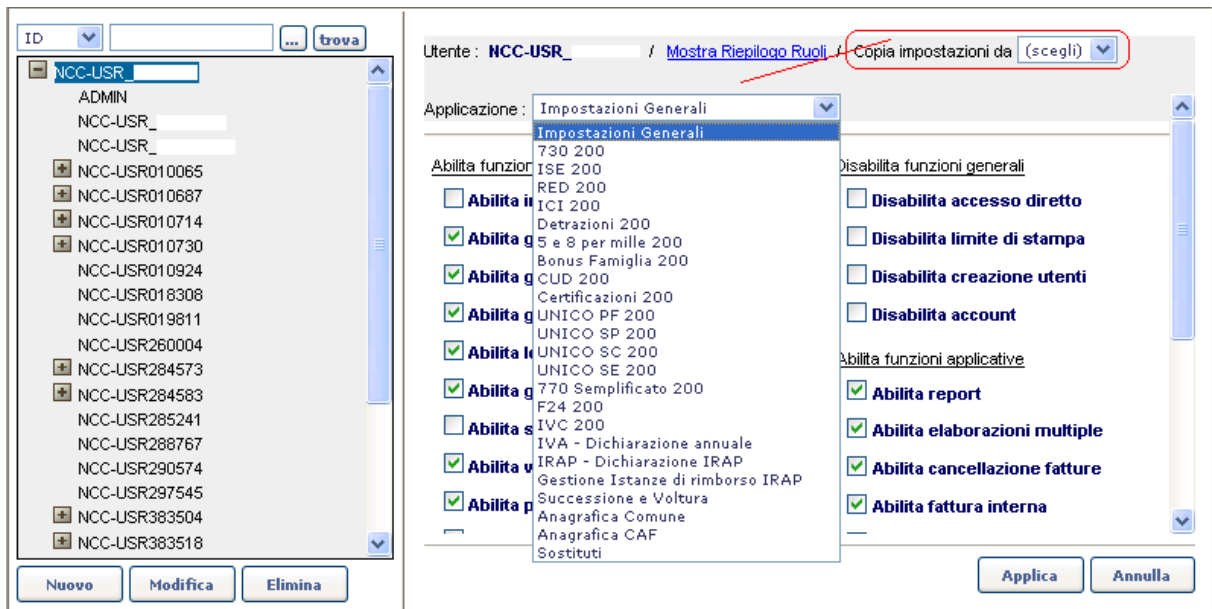 ID ... trova
NCC-USR_
ADMIN
NCC-USR_
NCC-USR_
NCC-USR010065
NCC-USR010687
NCC-USR010714
NCC-USR010730
NCC-USR010924
NCC-USR018308
NCC-USR019811
NCC-USR260004
NCC-USR284573
NCC-USR284583
NCC-USR285241
NCC-USR288767
NCC-USR290574
NCC-USR297545
NCC-USR383504
NCC-USR383518
Nuovo Modifica Elimina
Utente : NCC-USR_ / Mostra Riepilogo Ruoli / Copia impostazioni da (scegli)
Applicazione : Impostazioni Generali
Impostazioni Generali
730 200
ISE 200
RED 200
ICI 200
Detrazioni 200
5 e 8 per mille 200
Bonus Famiglia 200
CUD 200
Certificazioni 200
UNICO PF 200
UNICO SP 200
UNICO SC 200
UNICO SE 200
770 Semplificato 200
F24 200
IVC 200
IVA - Dichiarazione annuale
IRAP - Dichiarazione IRAP
Gestione Istanze di rimborso IRAP
Successione e Voltura
Anagrafica Comune
Anagrafica CAF
Sostituti
Abilita
Abilita
Abilita g
Abilita g
Abilita g
Abilita
Abilita g
Abilita s
Abilita
Abilita p
Disabilita funzioni generali
Disabilita accesso diretto
Disabilita limite di stampa
Disabilita creazione utenti
Disabilita account
Abilita funzioni applicative
Abilita report
Abilita elaborazioni multiple
Abilita cancellazione fatture
Abilita fattura interna
Applica Annulla